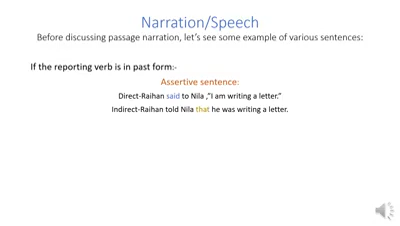 Narration/Speech
Before discussing passage narration, let's see some example of various sentences:
If the reporting verb is in past form:-
Assertive sentence:
Direct-Raihan said to Nila ,"I am writing a letter."
Indirect-Raihan told Nila that he was writing a letter.